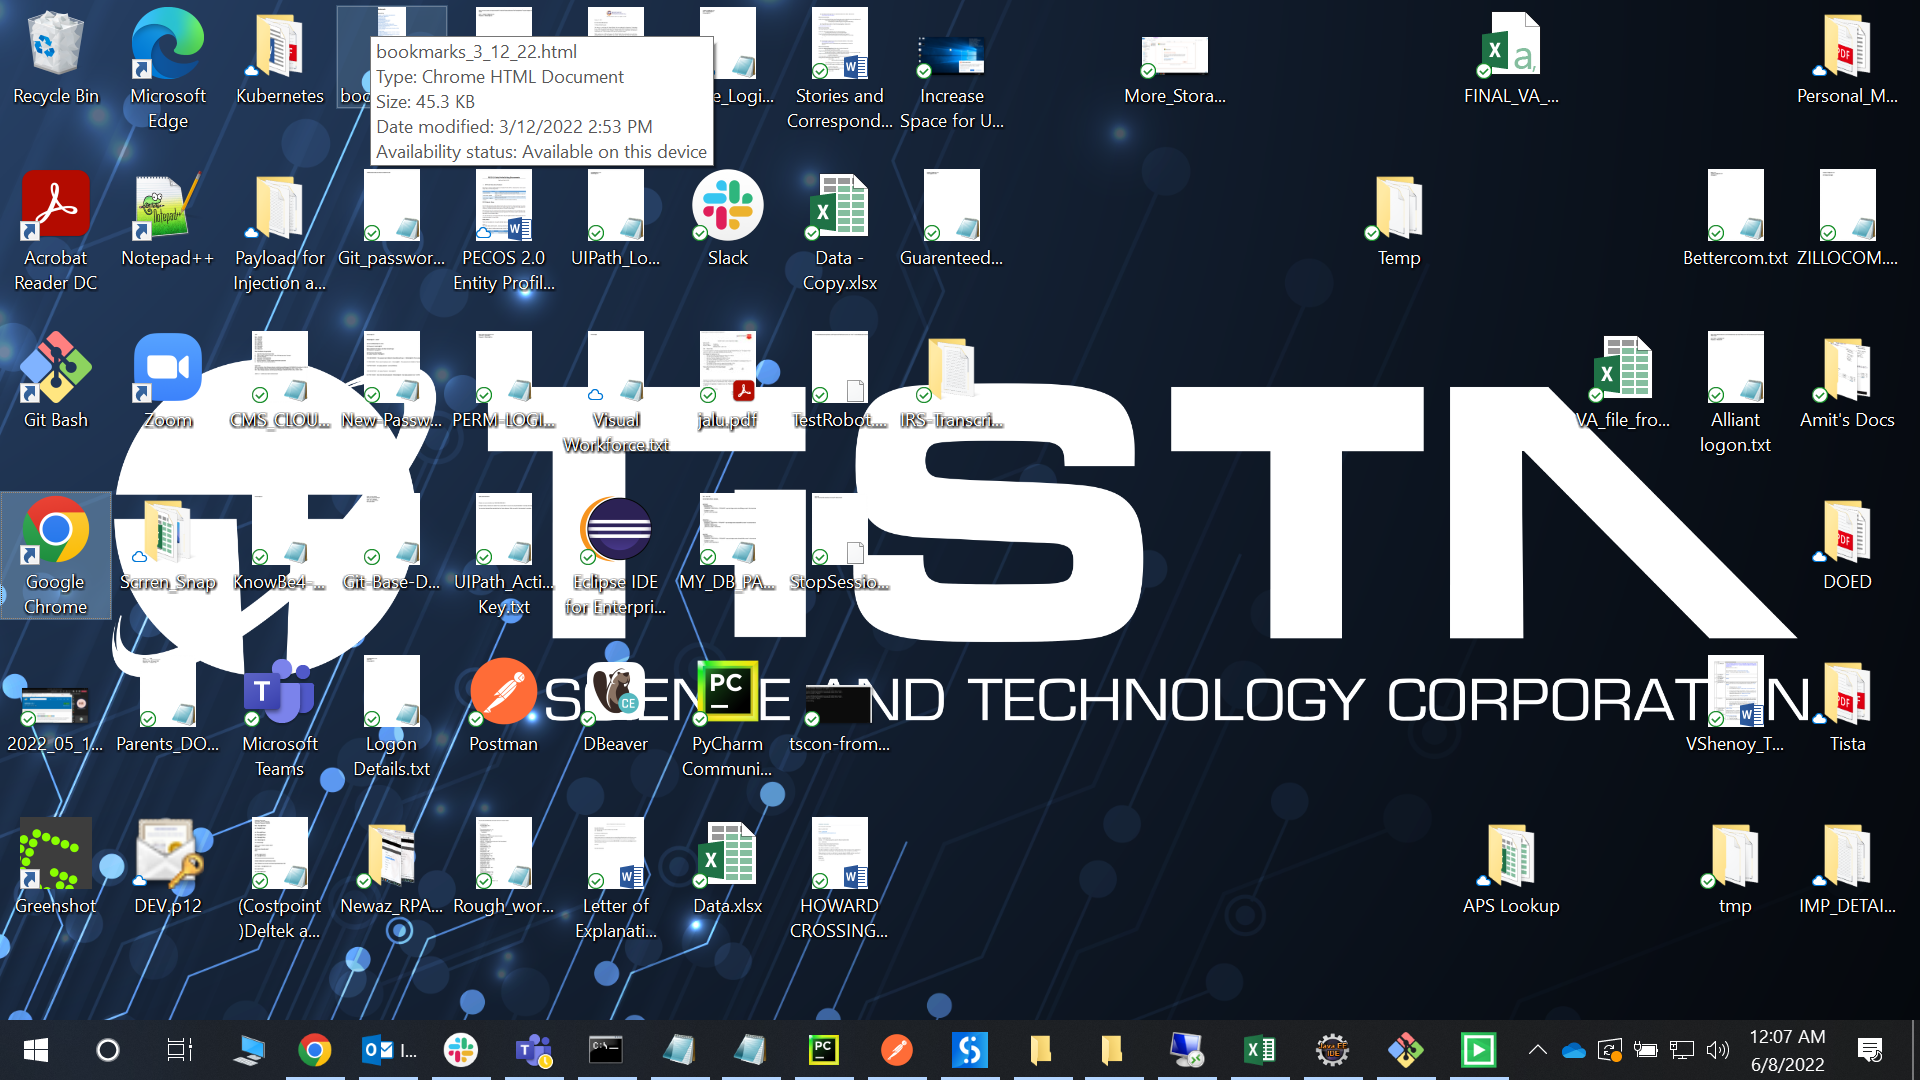 Recycle Bin
Microsoft
Edge
Kubernetes
boo
bookmarks_3_12_22.html
Type: Chrome HTML Document
Size: 45.3 KB
Date modified: 3/12/2022 2:53 PM
Availability status: Available on this device
e_Logi...
Stories and
Correspond...
Increase
Space for U...
More_Stora...
FINAL_VA_...
Personal_M...
Acrobat
Reader DC
Notepad++
Payload for
Injection a...
Git_passwor...
PECOS 2.0
Entity Profil...
UIPath_Lo...
Slack
Data -
Copy.xlsx
Guarenteed...
Temp
Bettercom.txt
ZILLOCOM....
Git Bash
Zoom
CMS_CLOU...
New-Passw...
PERM-LOGI...
Visual
Workforce.txt
jalu.pdf
TestRobot....
IRS-Transcri...
VA_file_fro...
Alliant
logon.txt
Amit's Docs
TISTA
Google
Chrome
Scrren_Snap
KnowBe4-...
Git-Base-D...
UIPath_Acti...
Key.txt
Eclipse IDE
for Enterpri...
MY_DB_PA...
StopSessio...
DOED
SCIENCE AND TECHNOLOGY CORPORATION
2022_05_1...
Parents_DO...
Microsoft
Teams
Logon
Details.txt
Postman
DBeaver
PyCharm
Communi...
tscon-from...
VShenoy_T...
Tista
Greenshot
DEV.p12
(Costpoint
)Deltek a...
Newaz_RPA...
Rough_wor...
Letter of
Explanati...
Data.xlsx
HOWARD
CROSSING...
APS Lookup
tmp
IMP_DETAI...
I...
12:07 AM
6/8/2022